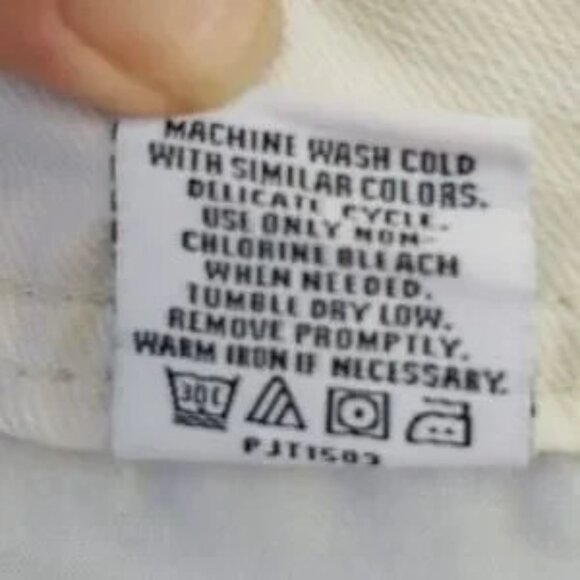 MACHINE WASH COLD
WITH SIMILAR COLORS.
DELICATE CYCLE.
USE ONLY NON-
CHLORINE BLEACH
WHEN NEEDED.
TUMBLE DRY LOW.
REMOVE PROMPTLY.
WARM IRON IF NECESSARY.
30C